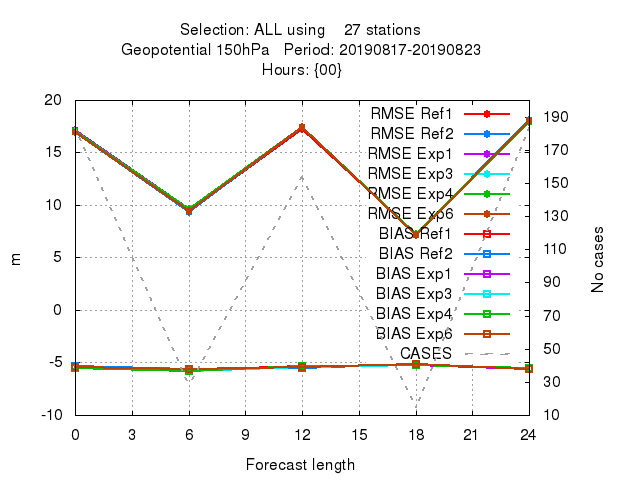 Selection: ALL using    27 stations
Geopotential 150hPa   Period: 20190817-20190823
Hours: {00}
20
15
10
5
0
-5
-10
m
190
170
150
130
110
90
70
50
30
10
No cases
RMSE Ref1
RMSE Ref2
RMSE Exp1
RMSE Exp3
RMSE Exp4
RMSE Exp6
BIAS Ref1
BIAS Ref2
BIAS Exp1
BIAS Exp3
BIAS Exp4
BIAS Exp6
CASES
0 3 6 9 12 15 18 21 24
Forecast length